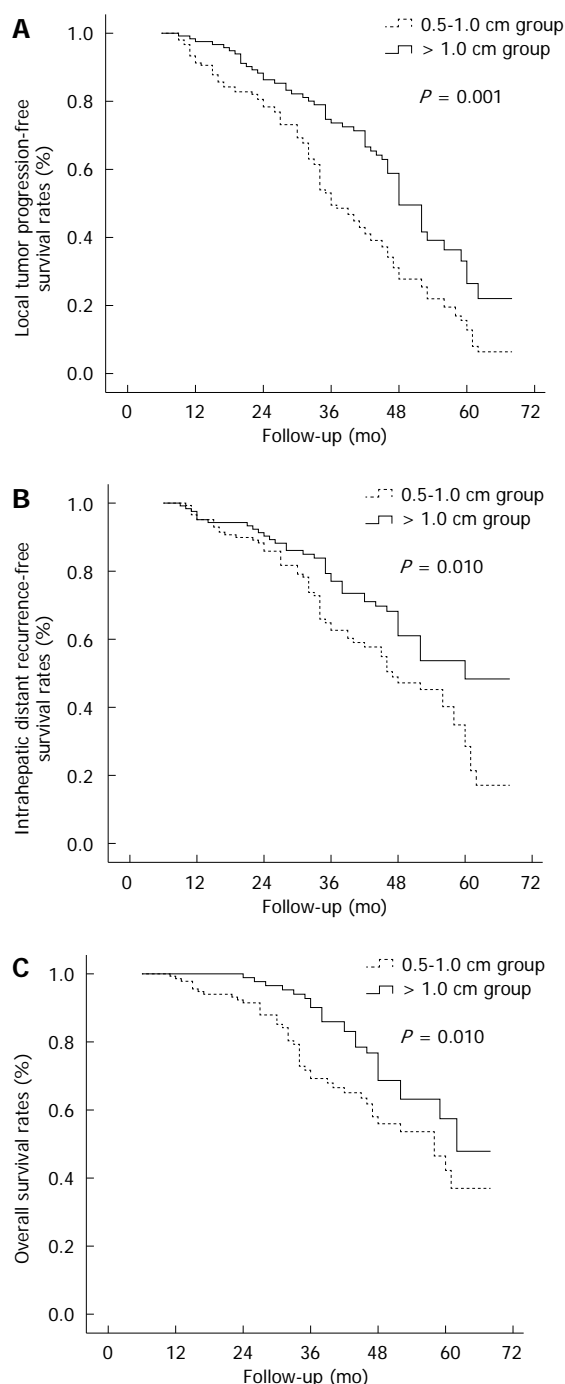 A
0.5-1.0 cm group
> 1.0 cm group
P = 0.001
Local tumor progression-free
survival rates (%)
1.0
0.8
0.6
0.4
0.2
0.0
0 12 24 36 48 60 72
Follow-up (mo)
B
0.5-1.0 cm group
> 1.0 cm group
P = 0.010
Intrahepatic distant recurrence-free
survival rates (%)
1.0
0.8
0.6
0.4
0.2
0.0
0 12 24 36 48 60 72
Follow-up (mo)
C
0.5-1.0 cm group
> 1.0 cm group
P = 0.010
Overall survival rates (%)
1.0
0.8
0.6
0.4
0.2
0.0
0 12 24 36 48 60 72
Follow-up (mo)